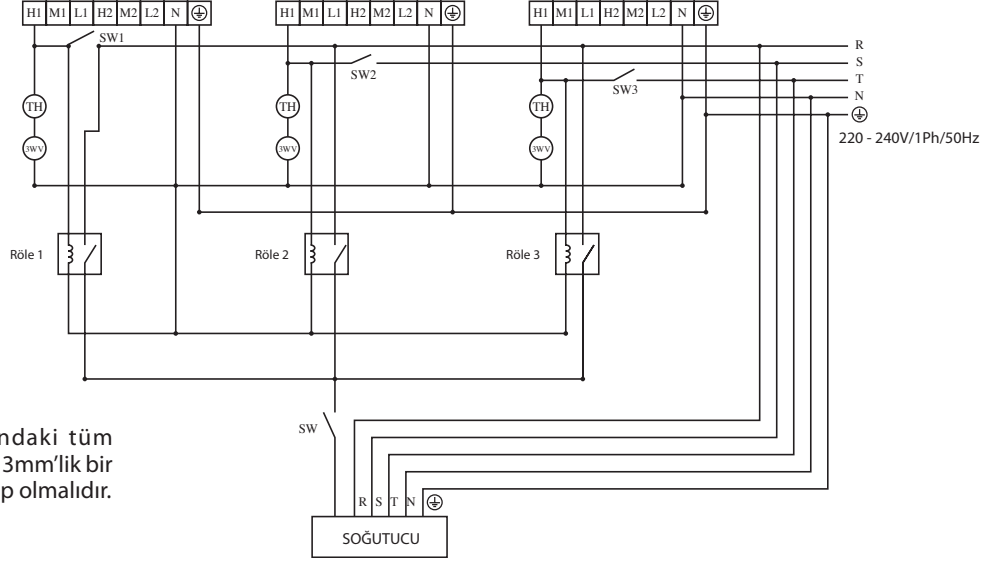 H1 M1 L1 H2 M2 L2 N
H1 M1 L1 H2 M2 L2 N
H1 M1 L1 H2 M2 L2 N
SW1
SW2
SW3
R
S
T
N
220 - 240V/1Ph/50Hz
TH
TH
TH
3WV
3WV
3WV
Röle 1
Röle 2
Röle 3
ndaki tüm
3mm'lik bir
p olmalıdır.
SW
R S T N
SOĞUTUCU